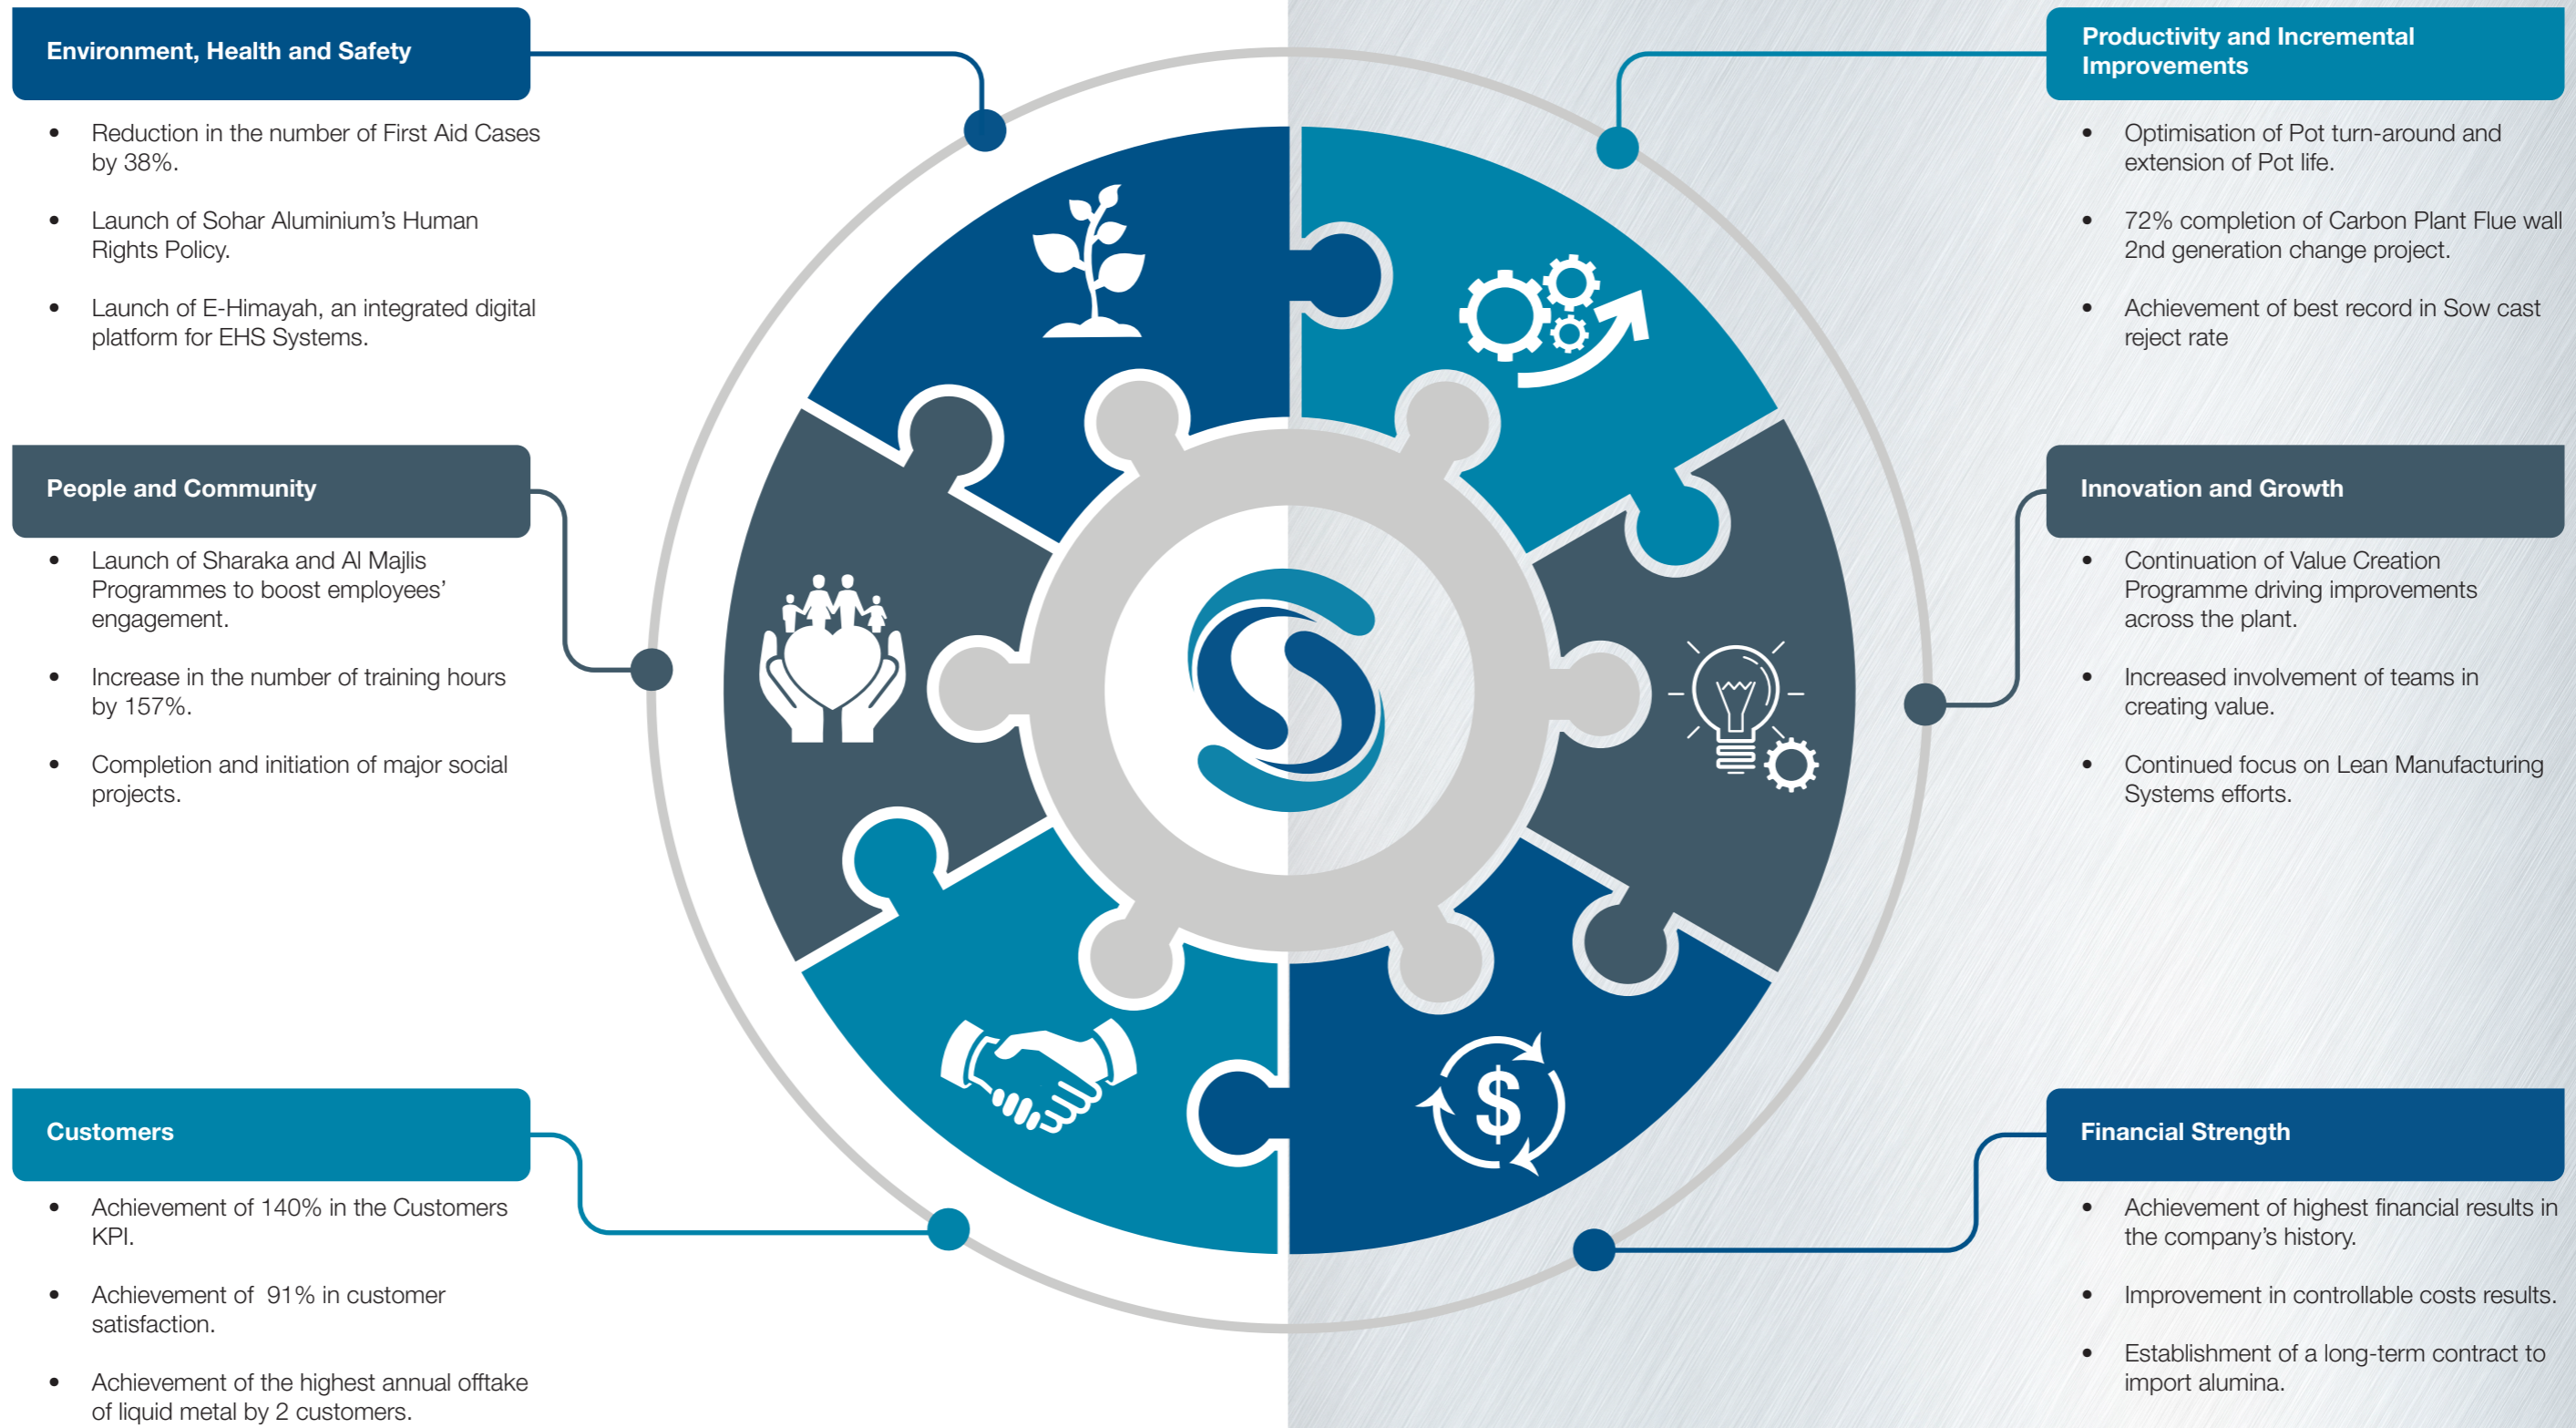 Environment, Health and Safety
• Reduction in the number of First Aid Cases
by 38%.
• Launch of Sohar Aluminium’s Human
Rights Policy.
• Launch of E-Himayah, an integrated digital
platform for EHS Systems.
People and Community
• Launch of Sharaka and Al Majlis
Programmes to boost employees’
engagement.
• Increase in the number of training hours
by 157%.
• Completion and initiation of major social
projects.
Customers
• Achievement of 140% in the Customers
KPI.
• Achievement of  91% in customer
satisfaction.
• Achievement of the highest annual offtake
of liquid metal by 2 customers.
$
Productivity and Incremental
Improvements
• Optimisation of Pot turn-around and
extension of Pot life.
• 72% completion of Carbon Plant Flue wall
2nd generation change project.
• Achievement of best record in Sow cast
reject rate
Innovation and Growth
• Continuation of Value Creation
Programme driving improvements
across the plant.
• Increased involvement of teams in
creating value.
• Continued focus on Lean Manufacturing
Systems efforts.
Financial Strength
• Achievement of highest financial results in
the company’s history.
• Improvement in controllable costs results.
• Establishment of a long-term contract to
import alumina.